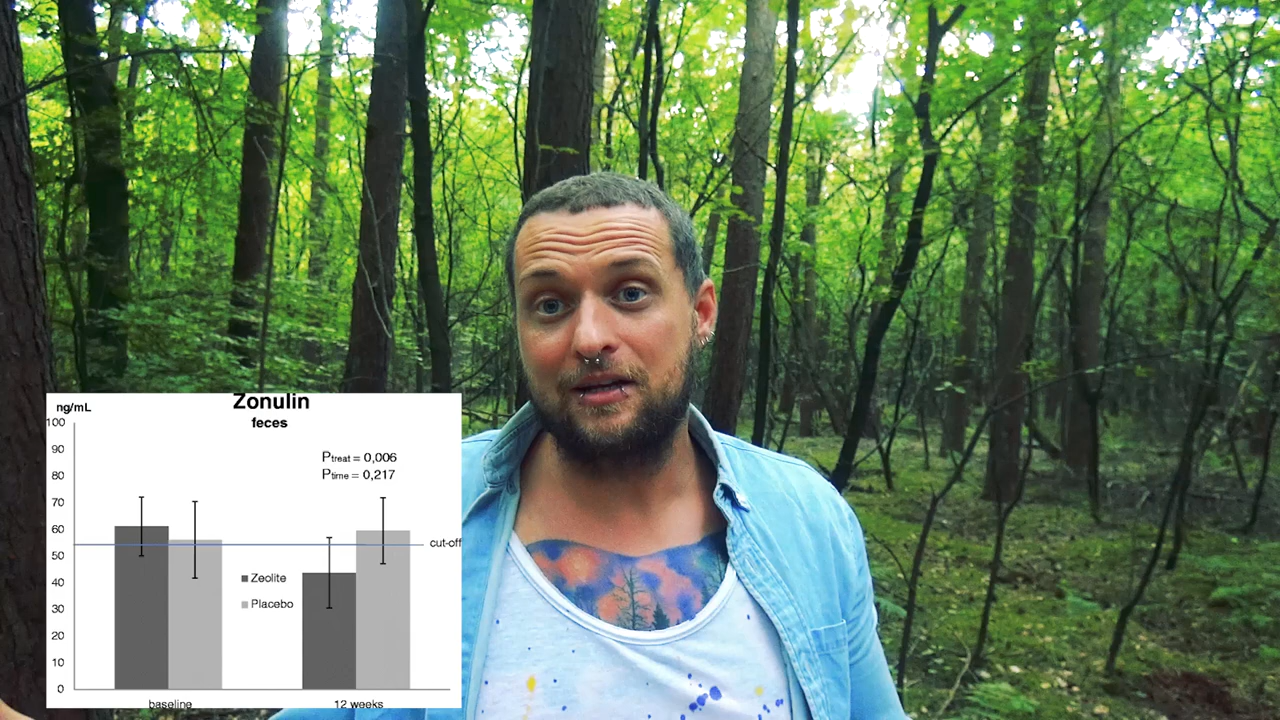 Zonulin
feces
ng/mL
100
90
80
70
60
50
40
30
20
10
0
Ptreat = 0,006
Ptime = 0,217
cut-off
Zeolite
Placebo
baseline
12 weeks